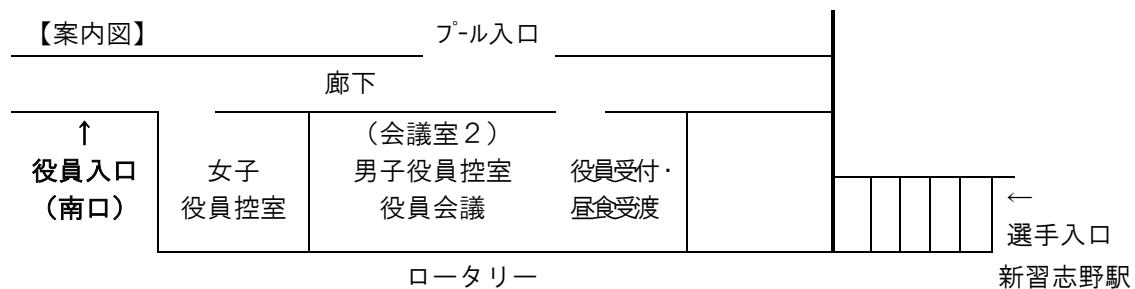 【案内図】
プール入口
廊下
↑
役員入口
（南口）
女子
役員控室
（会議室２）
男子役員控室
役員会議
役員受付・
昼食受渡
←
選手入口
新習志野駅
ロータリー